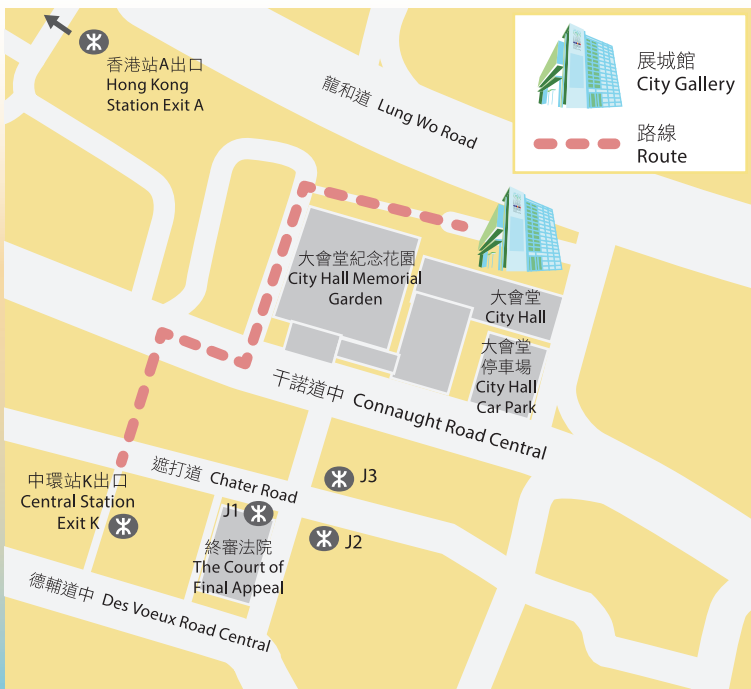 香港站A出口
Hong Kong
Station Exit A
龍和道 Lung Wo Road
展城館
City Gallery
路線
Route
大會堂紀念花園
City Hall Memorial
Garden
大會堂
City Hall
大會堂
停車場
City Hall
Car Park
干諾道中 Connaught Road Central
遮打道 Chater Road
中環站K出口
Central Station
Exit K
J3
J1
J2
終審法院
The Court of
Final Appeal
德輔道中 Des Voeux Road Central